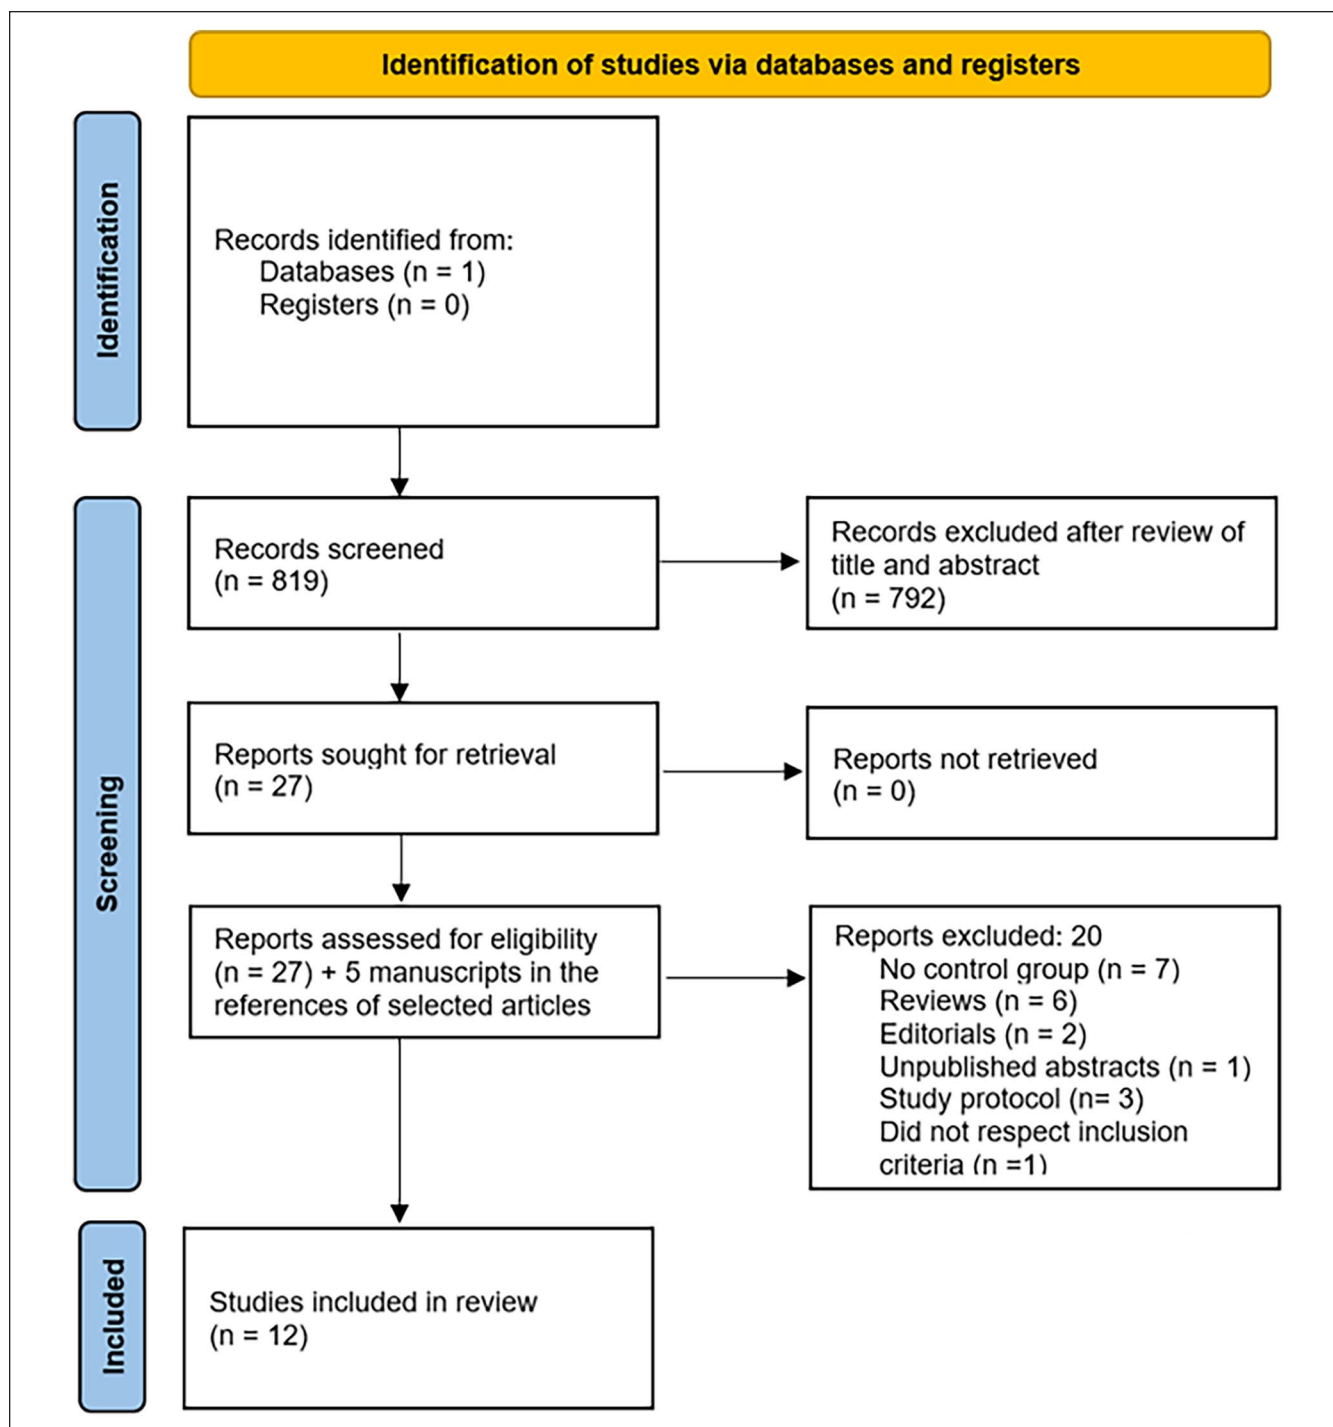 Identification of studies via databases and registers
Identification
Records identified from:
Databases (n = 1)
Registers (n = 0)
Screening
Records screened
(n = 819)
Records excluded after review of
title and abstract
(n = 792)
Reports sought for retrieval
(n = 27)
Reports not retrieved
(n = 0)
Reports assessed for eligibility
(n = 27) + 5 manuscripts in the
references of selected articles
Reports excluded: 20
No control group (n = 7)
Reviews (n = 6)
Editorials (n = 2)
Unpublished abstracts (n = 1)
Study protocol (n= 3)
Did not respect inclusion
criteria (n =1)
Included
Studies included in review
(n = 12)